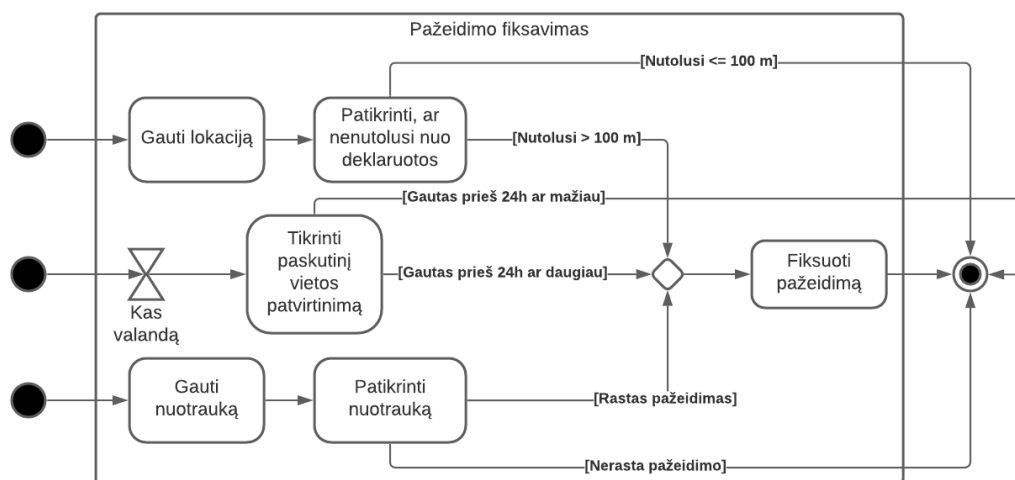 Pažeidimo fiksavimas
[Nutolusi <= 100 m]
Gauti lokaciją
Patikrinti, ar
nenutolusi nuo
deklaruotos
[Nutolusi > 100 m]
[Gautas prieš 24h ar mažiau]
Kas
valandą
Tikrinti
paskutinį
vietos
patvirtinimą
[Gautas prieš 24h ar daugiau]
Fiksuoti
pažeidimą
Gauti
nuotrauką
Patikrinti
nuotrauką
[Rastas pažeidimas]
[Nerasta pažeidimo]